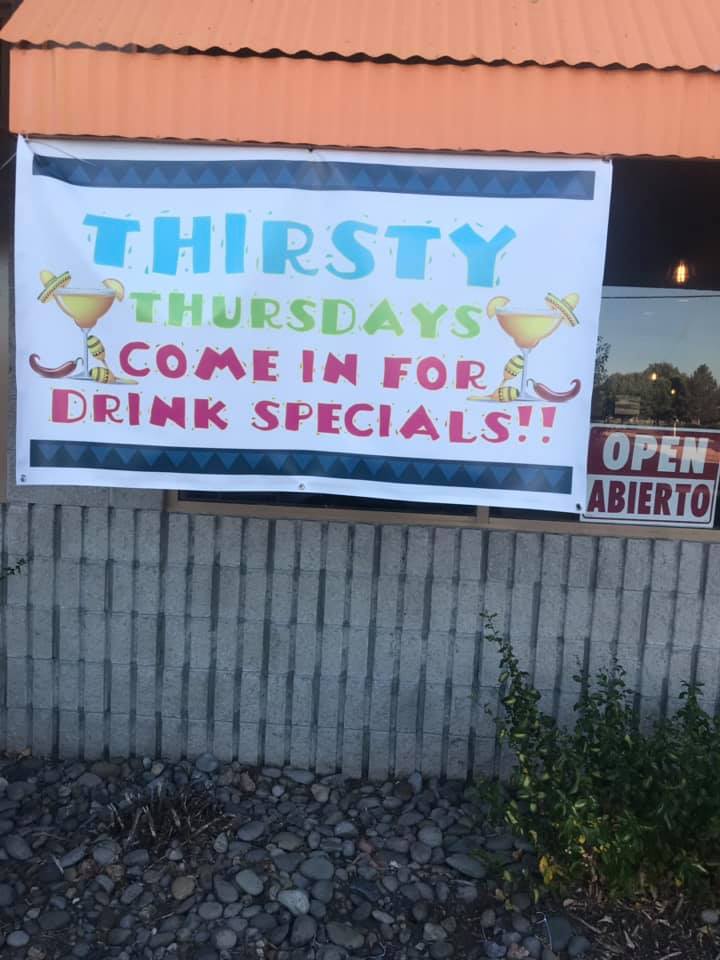 THIRSTY
THURSDAYS
COME IN FOR
DRINK SPECIALS!!
OPEN
ABIERTO